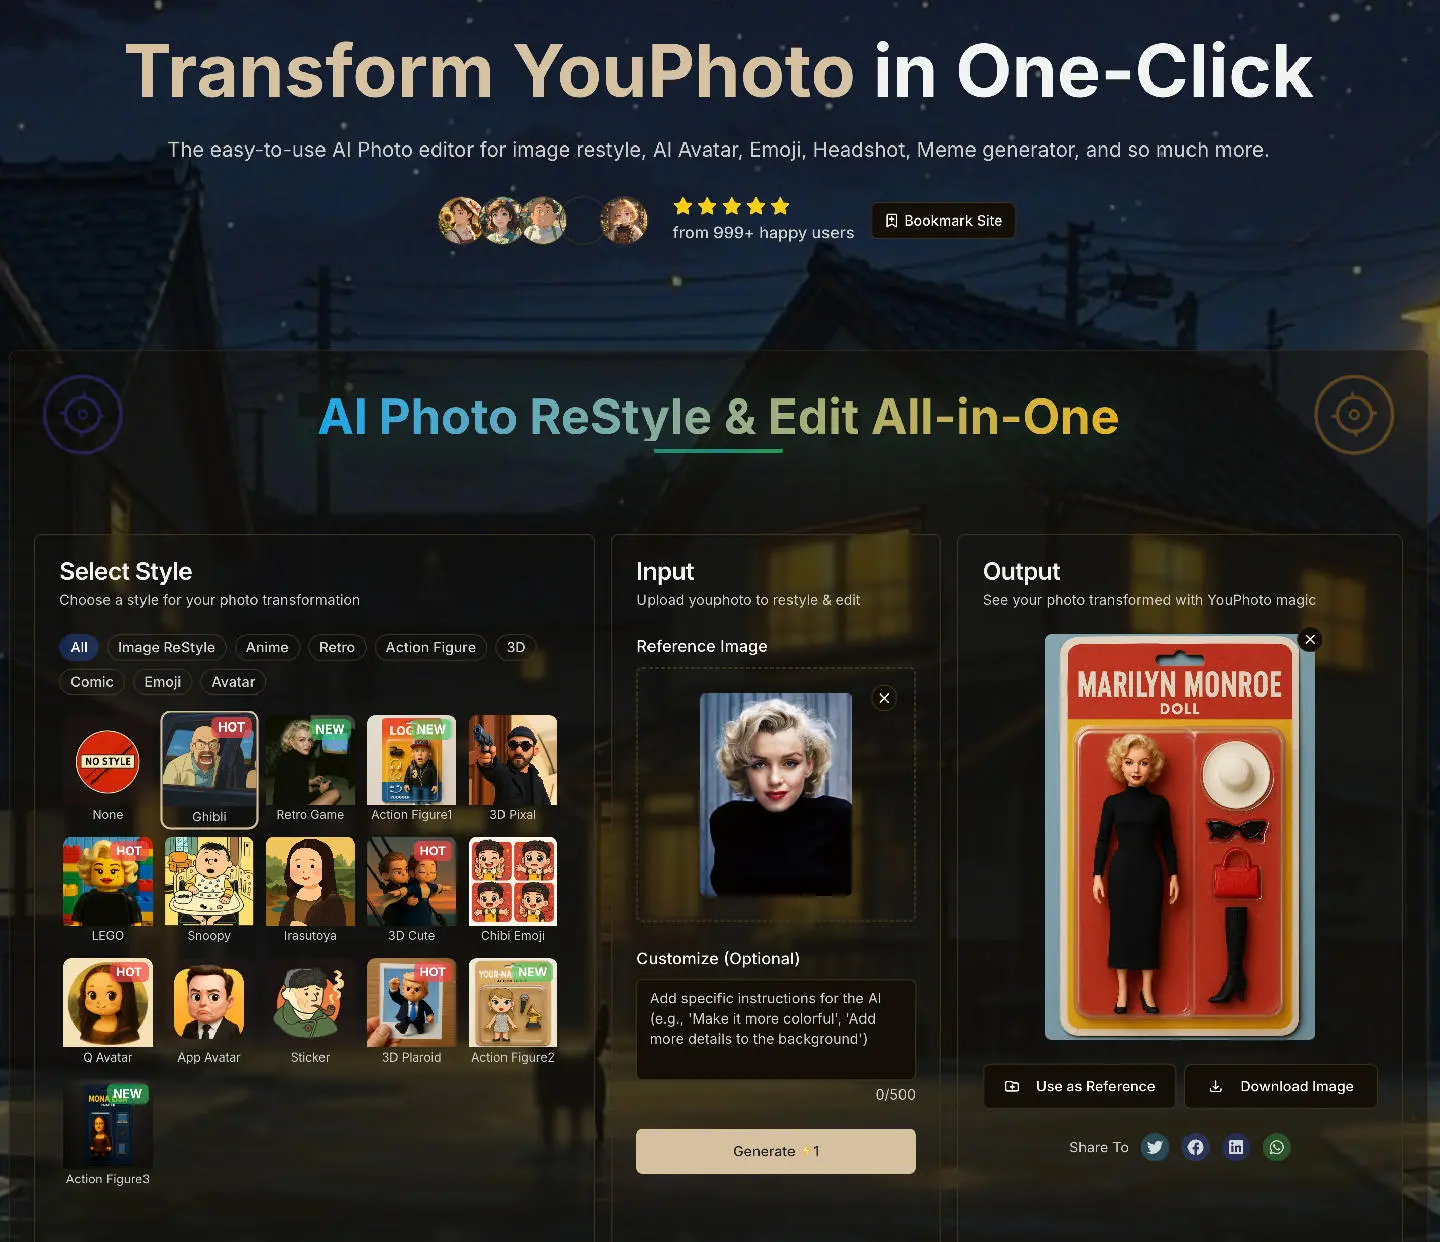 Transform YouPhoto in One-Click
The easy-to-use AI Photo editor for image restyle, AI Avatar, Emoji, Headshot, Meme generator, and so much more.
from 999+ happy users
Bookmark Site
AI Photo ReStyle & Edit All-in-One
Select Style
Choose a style for your photo transformation
All Image ReStyle Anime Retro Action Figure 3D
Comic Emoji Avatar
NO STYLE
HOT
NEW
NEW
None Ghibli Retro Game Action Figure1 3D Pixal
HOT
HOT
LEGO Snoopy Irasutoya 3D Cute Chibi Emoji
HOT
HOT
NEW
Q Avatar App Avatar Sticker 3D Plaroid Action Figure2
NEW
Action Figure3
Input
Upload youphoto to restyle & edit
Reference Image
Customize (Optional)
Add specific instructions for the AI
(e.g., 'Make it more colorful', 'Add
more details to the background')
0/500
Generate ⚡1
Output
See your photo transformed with YouPhoto magic
MARILYN MONROE
DOLL
Use as Reference
Download Image
Share To